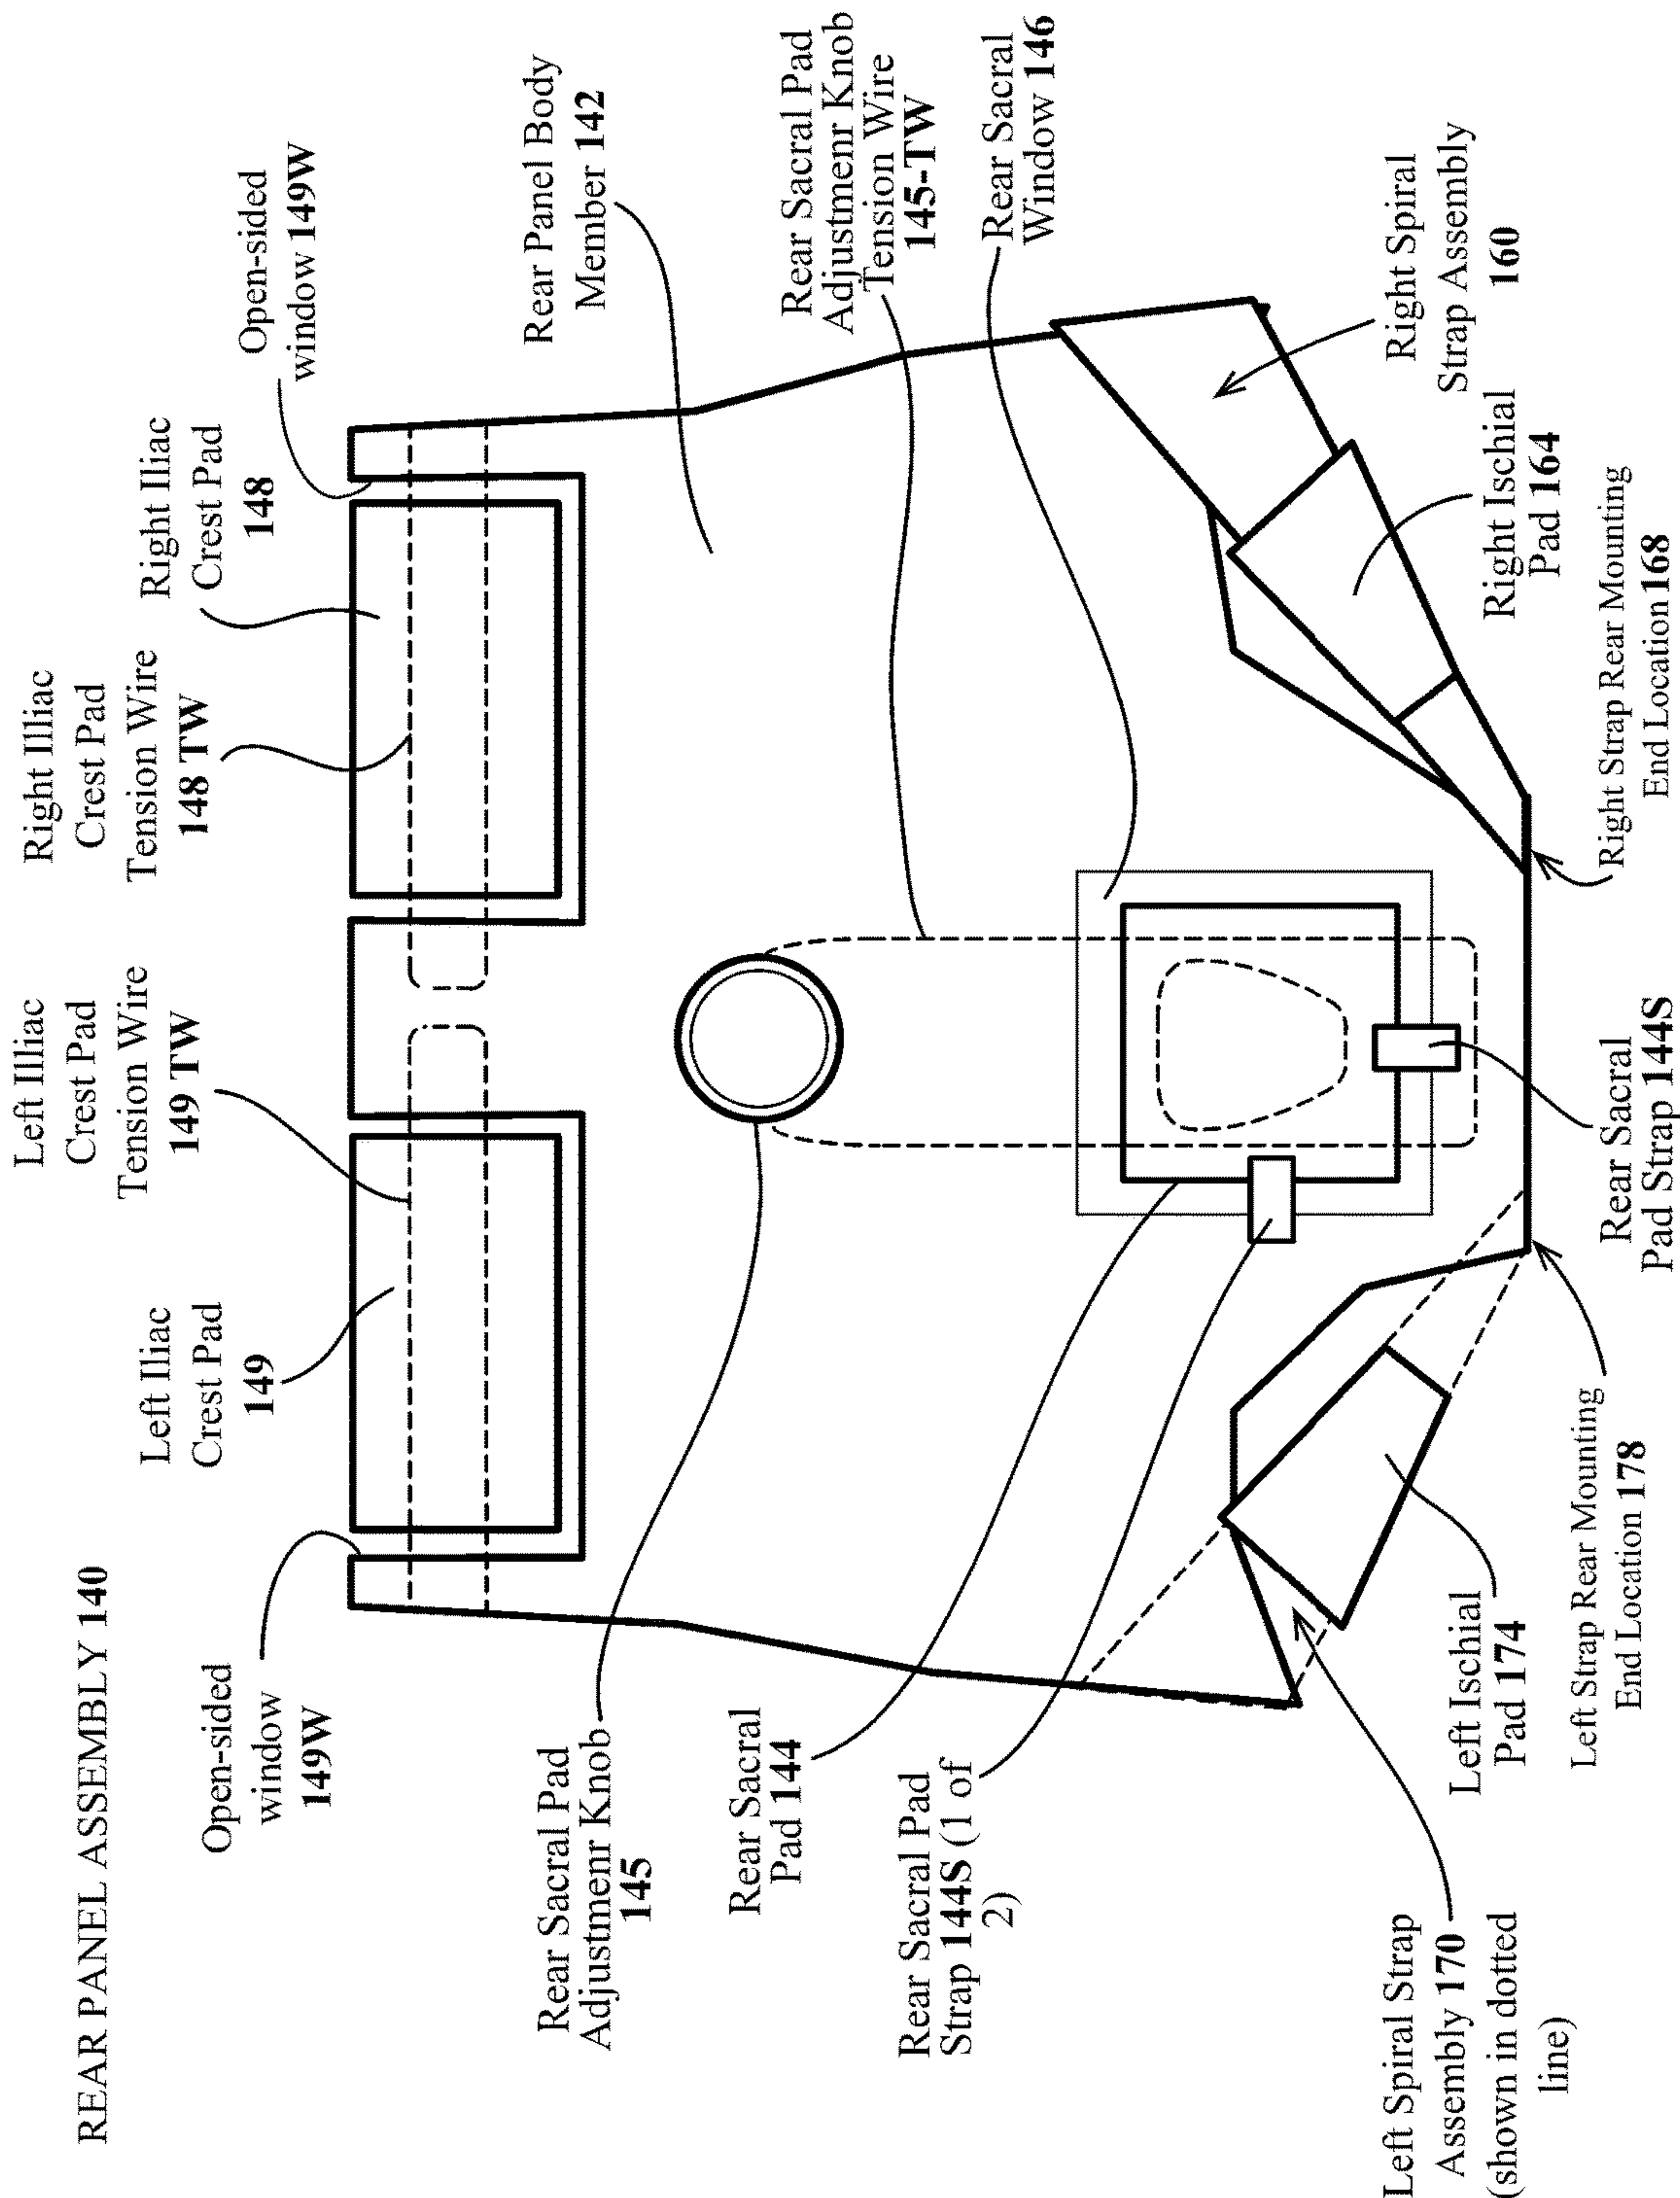 REAR PANEL ASSEMBLY 140
Left Illiac
Crest Pad
Tension Wire
149 TW
Right Illiac
Crest Pad
Tension Wire
148 TW
Open-sided
window
149W
Left Iliac
Crest Pad
149
Right Iliac
Crest Pad
148
Open-sided
window 149W
Rear Panel Body
Member 142
Rear Sacral Pad
Adjustmenr Knob
145
Rear Sacral Pad
Adjustmenr Knob
Tension Wire
145-TW
Rear Sacral
Pad 144
Rear Sacral
Window 146
Rear Sacral Pad
Strap 144S (1 of
2)
Right Spiral
Strap Assembly
160
Left Spiral Strap
Assembly 170
(shown in dotted
line)
Left Ischial
Pad 174
Right Ischial
Pad 164
Left Strap Rear Mounting
End Location 178
Rear Sacral
Pad Strap 144S
Right Strap Rear Mounting
End Location 168